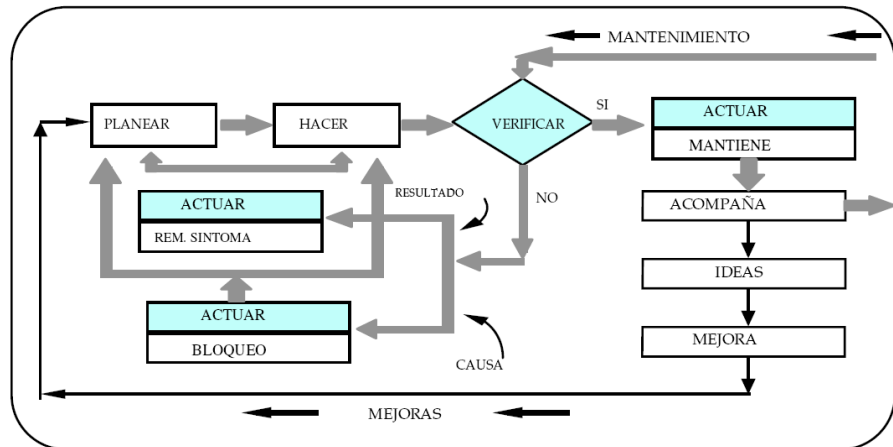 MANTENIMIENTO
PLANEAR
HACER
VERIFICAR
SI
ACTUAR
MANTIENE
NO
RESULTADO
ACTUAR
REM. SINTOMA
ACOMPAÑA
IDEAS
ACTUAR
BLOQUEO
CAUSA
MEJORA
MEJORAS